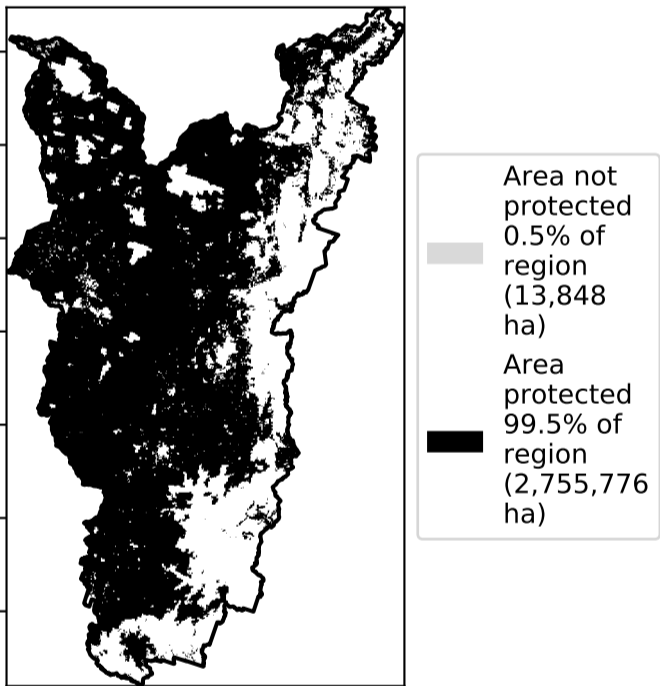 Area not
protected
0.5% of
region
(13,848
ha)
Area
protected
99.5% of
region
(2,755,776
ha)